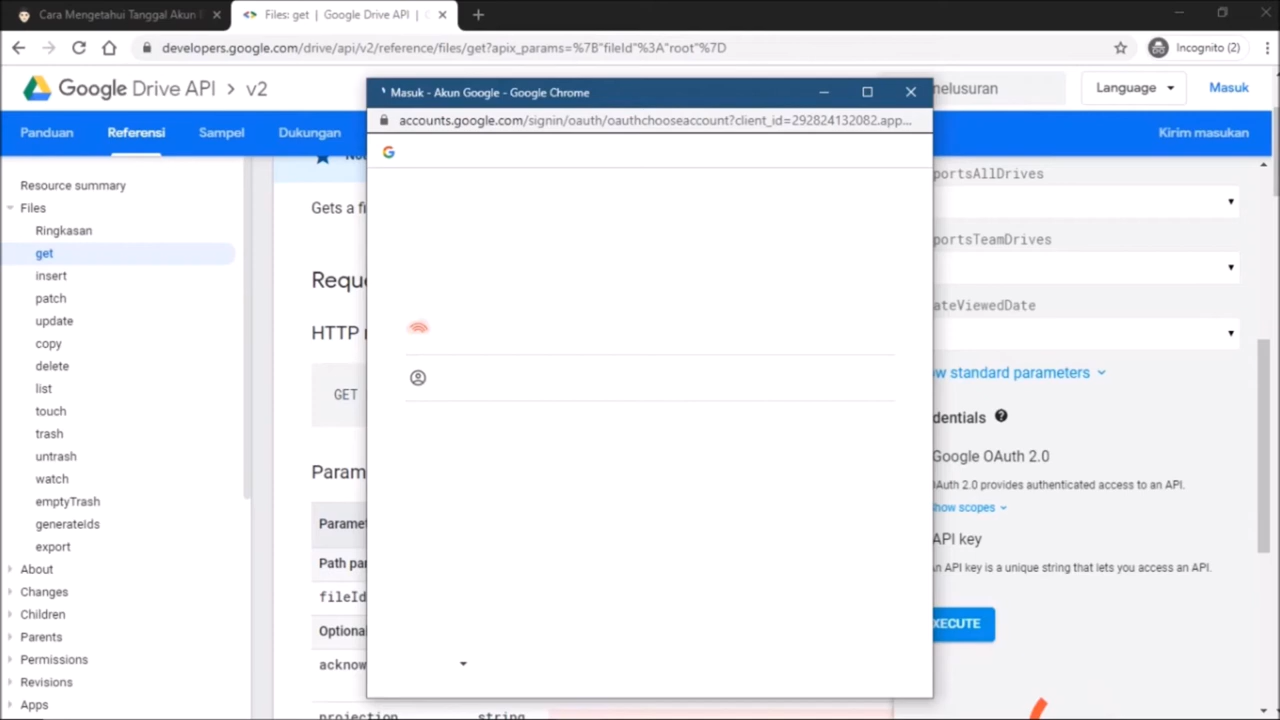 Cara Mengetahui Tanggal Akun
Files: get | Google Drive API |
developers.google.com/drive/api/v2/reference/files/get?apix_params=%7B"fileId"%3A"root"%7D
Incognito (2)
Google Drive API > v2
nelusuran
Language
Masuk
Panduan
Referensi
Sampel
Dukungan
Kirim masukan
Masuk - Akun Google - Google Chrome
accounts.google.com/signin/oauth/oauthchooseaccount?client_id=292824132082.app...
Resource summary
Files
Ringkasan
get
insert
patch
update
copy
delete
list
touch
trash
untrash
watch
emptyTrash
generateIds
export
About
Changes
Children
Parents
Permissions
Revisions
Apps
Gets a fi
Reque
HTTP r
GET
Param
Paramet
Path par
fileId
Optional
acknow
projection
string
portsAllDrives
portsTeamDrives
ateViewedDate
ow standard parameters
dentials
Google OAuth 2.0
OAuth 2.0 provides authenticated access to an API.
how scopes
API key
An API key is a unique string that lets you access an API.
XECUTE